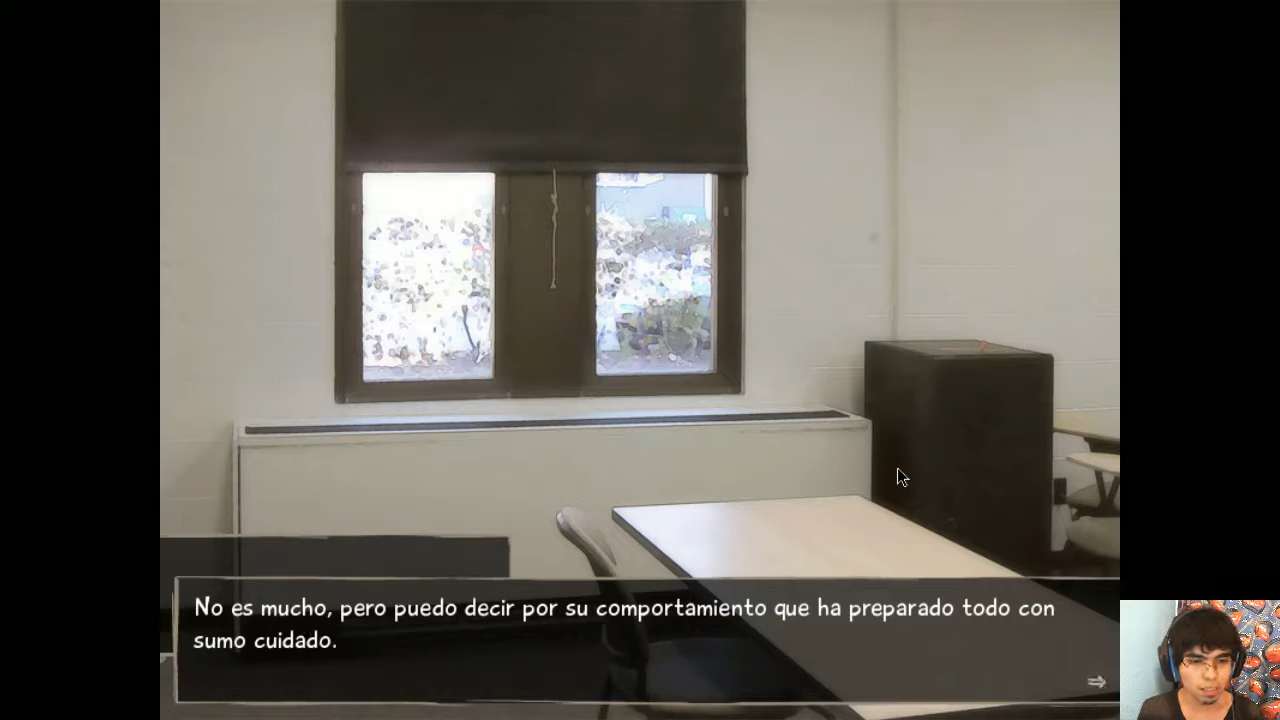 No es mucho, pero puedo decir por su comportamiento que ha preparado todo con
sumo cuidado.